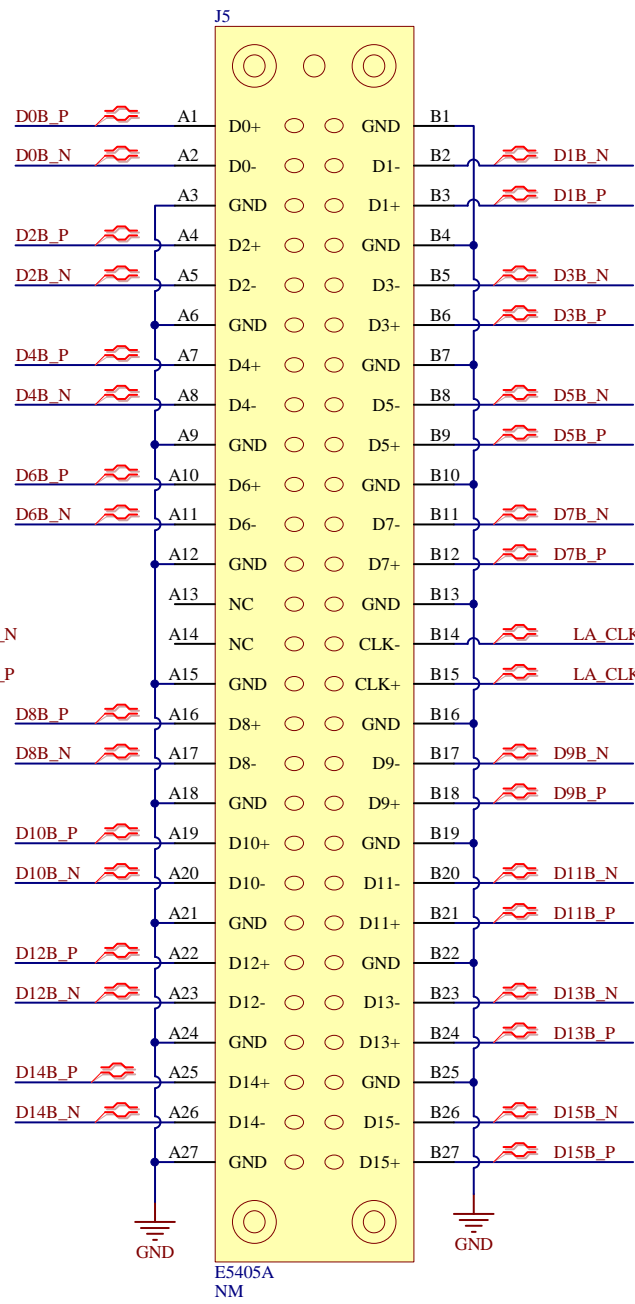 J5
D0B_P A1 D0+ GND B1
D0B_N A2 D0- D1- B2 D1B_N
A3 GND D1+ B3 D1B_P
D2B_P A4 D2+ GND B4
D2B_N A5 D2- D3- B5 D3B_N
A6 GND D3+ B6 D3B_P
D4B_P A7 D4+ GND B7
D4B_N A8 D4- D5- B8 D5B_N
A9 GND D5+ B9 D5B_P
D6B_P A10 D6+ GND B10
D6B_N A11 D6- D7- B11 D7B_N
A12 GND D7+ B12 D7B_P
A13 NC GND B13
_N A14 NC CLK- B14 LA_CLK
_P A15 GND CLK+ B15 LA_CLK
D8B_P A16 D8+ GND B16
D8B_N A17 D8- D9- B17 D9B_N
A18 GND D9+ B18 D9B_P
D10B_P A19 D10+ GND B19
D10B_N A20 D10- D11- B20 D11B_N
A21 GND D11+ B21 D11B_P
D12B_P A22 D12+ GND B22
D12B_N A23 D12- D13- B23 D13B_N
A24 GND D13+ B24 D13B_P
D14B_P A25 D14+ GND B25
D14B_N A26 D14- D15- B26 D15B_N
A27 GND D15+ B27 D15B_P
GND GND
E5405A
NM